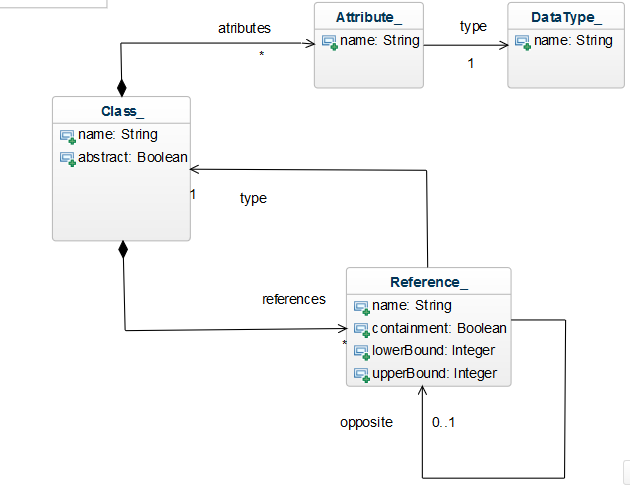 atributes
*
Attribute_
name: String
type
1
DataType_
name: String
Class_
name: String
abstract: Boolean
1
type
references
*
Reference_
name: String
containment: Boolean
lowerBound: Integer
upperBound: Integer
opposite
0..1